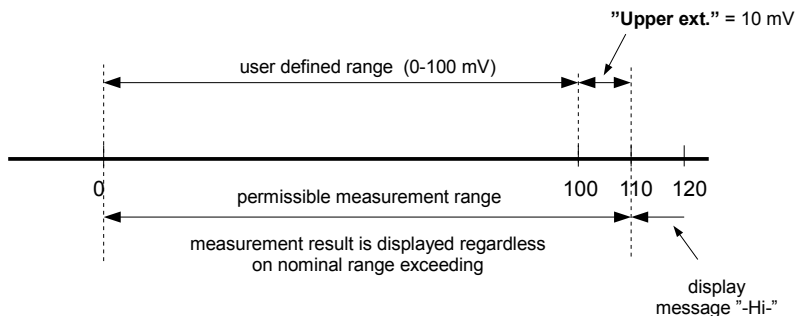 "Upper ext." = 10 mV
user defined range (0-100 mV)
0
100
110
120
permissible measurement range
measurement result is displayed regardless
on nominal range exceeding
display
message "-Hi-"